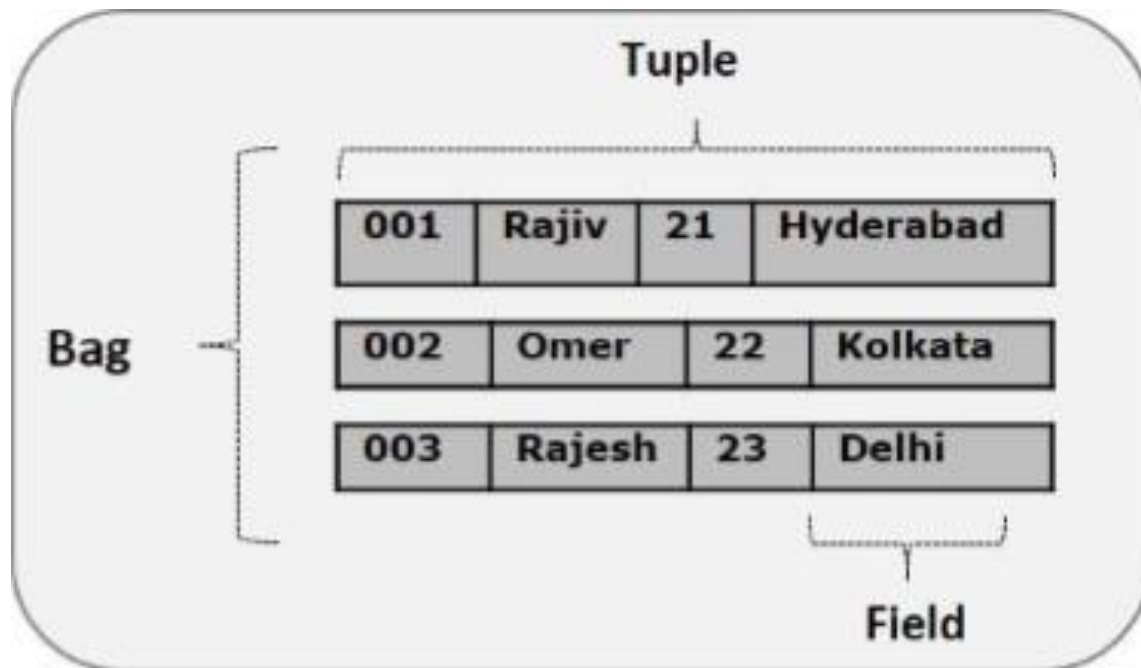 Tuple
001 Rajiv 21 Hyderabad
Bag
002 Omer 22 Kolkata
003 Rajesh 23 Delhi
Field